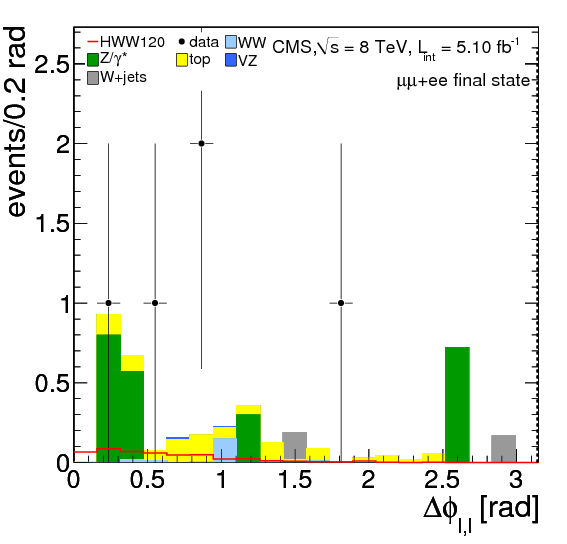 HWW120 data WW CMS,√s = 8 TeV, L_int = 5.10 fb⁻¹
Z/γ* top VZ
W+jets μμ+ee final state
events/0.2 rad
2.5
2
1.5
1
0.5
0
0 0.5 1 1.5 2 2.5 3
Δϕ_l,l [rad]